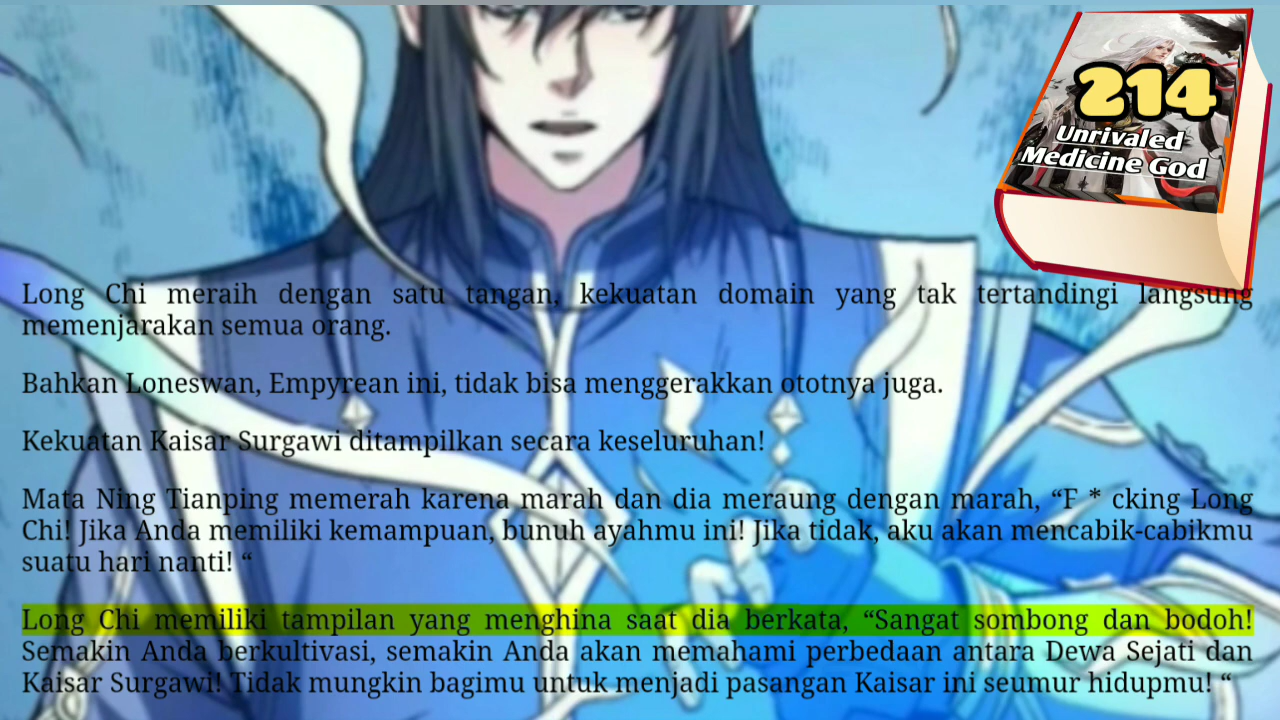 214
Unrivaled
Medicine God
Long Chi meraih dengan satu tangan, kekuatan domain yang tak tertandingi langsung
memenjarakan semua orang.
Bahkan Loneswan, Empyrean ini, tidak bisa menggerakkan ototnya juga.
Kekuatan Kaisar Surgawi ditampilkan secara keseluruhan!
Mata Ning Tianping memerah karena marah dan dia meraung dengan marah, “F * cking Long
Chi! Jika Anda memiliki kemampuan, bunuh ayahmu ini! Jika tidak, aku akan mencabik-cabikmu
suatu hari nanti! “
Long Chi memiliki tampilan yang menghina saat dia berkata, “Sangat sombong dan bodoh!
Semakin Anda berkultivasi, semakin Anda akan memahami perbedaan antara Dewa Sejati dan
Kaisar Surgawi! Tidak mungkin bagimu untuk menjadi pasangan Kaisar ini seumur hidupmu! “